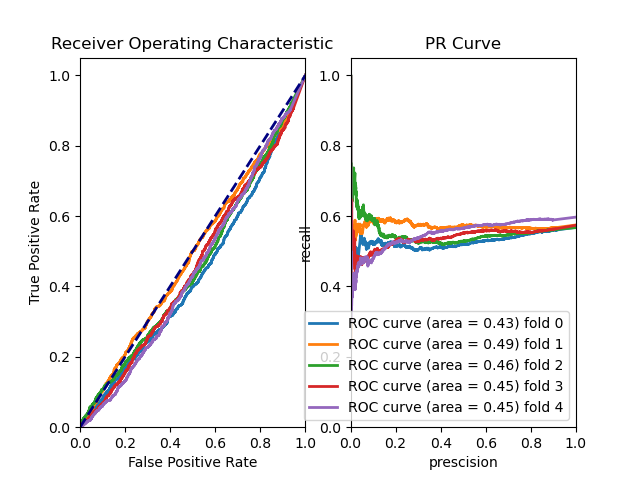 Receiver Operating Characteristic
PR Curve
1.0
0.8
0.6
0.4
0.2
0.0
True Positive Rate
0.0 0.2 0.4 0.6 0.8 1.0
False Positive Rate
1.0
0.8
0.6
0.4
0.2
0.0
recall
0.0 0.2 0.4 0.6 0.8 1.0
prescision
ROC curve (area = 0.43) fold 0
ROC curve (area = 0.49) fold 1
ROC curve (area = 0.46) fold 2
ROC curve (area = 0.45) fold 3
ROC curve (area = 0.45) fold 4